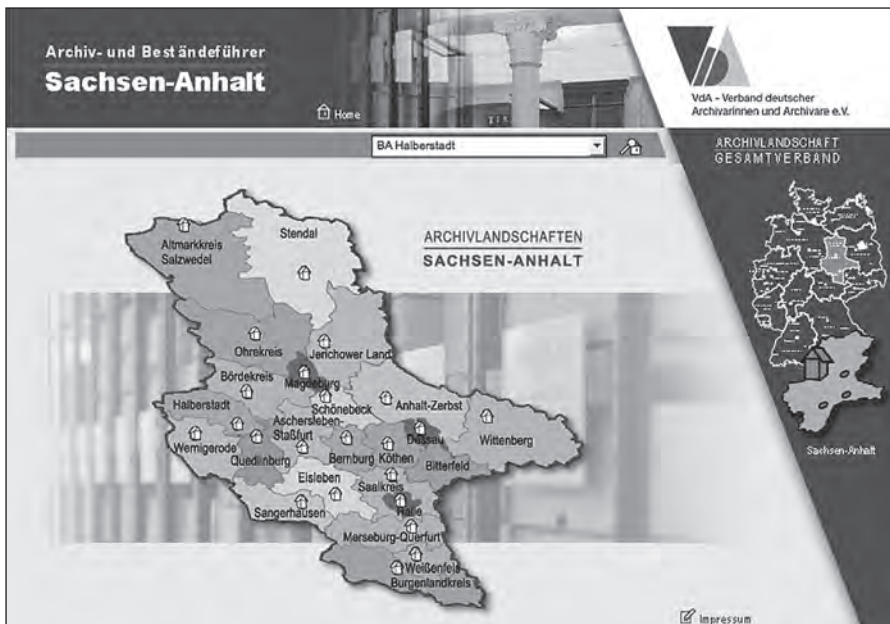 Archiv- und Beständeführer
Sachsen-Anhalt
Home
VdA - Verband deutscher
Archivarinnen und Archivare e.V.
BA Halberstadt
ARCHIVLANDSCHAFT
GESAMTVERBAND
ARCHIVLANDSCHAFTEN
SACHSEN-ANHALT
Stendal
Altmarkkreis
Salzwedel
Ohrekreis
Jerichower Land
Bördekreis
Magdeburg
Halberstadt
Schönebeck
Anhalt-Zerbst
Aschersleben-
Staßfurt
Wernigerode
Dessau
Wittenberg
Quedlinburg
Bernburg
Köthen
Bitterfeld
Eisleben
Saalkreis
Sangerhausen
Halle
Merseburg-Querfurt
Weißenfels
Burgenlandkreis
Sachsen-Anhalt
Impressum